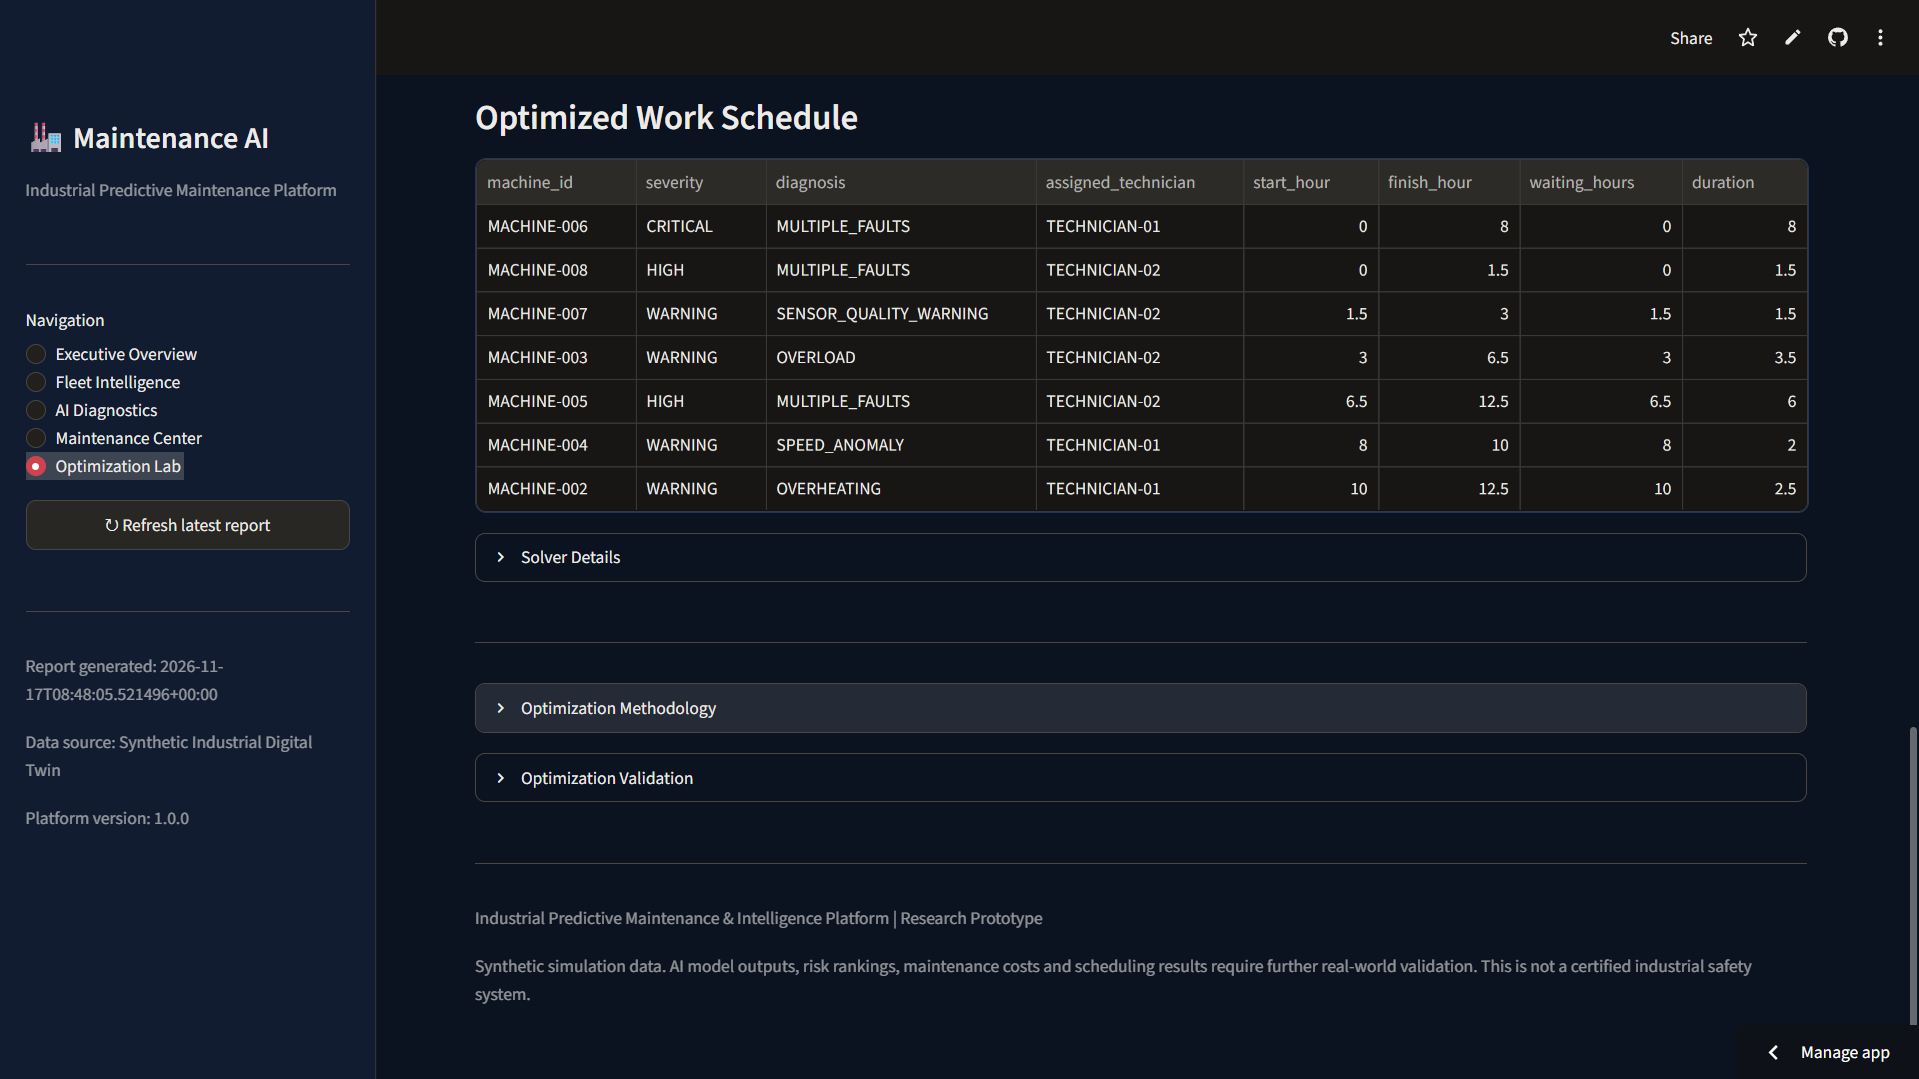 Share
Maintenance AI
Industrial Predictive Maintenance Platform
Navigation
Executive Overview
Fleet Intelligence
AI Diagnostics
Maintenance Center
Optimization Lab
↻ Refresh latest report
Report generated: 2026-11-
17T08:48:05.521496+00:00
Data source: Synthetic Industrial Digital
Twin
Platform version: 1.0.0
Optimized Work Schedule
machine_id severity diagnosis assigned_technician start_hour finish_hour waiting_hours duration
MACHINE-006 CRITICAL MULTIPLE_FAULTS TECHNICIAN-01 0 8 0 8
MACHINE-008 HIGH MULTIPLE_FAULTS TECHNICIAN-02 0 1.5 0 1.5
MACHINE-007 WARNING SENSOR_QUALITY_WARNING TECHNICIAN-02 1.5 3 1.5 1.5
MACHINE-003 WARNING OVERLOAD TECHNICIAN-02 3 6.5 3 3.5
MACHINE-005 HIGH MULTIPLE_FAULTS TECHNICIAN-02 6.5 12.5 6.5 6
MACHINE-004 WARNING SPEED_ANOMALY TECHNICIAN-01 8 10 8 2
MACHINE-002 WARNING OVERHEATING TECHNICIAN-01 10 12.5 10 2.5
Solver Details
Optimization Methodology
Optimization Validation
Industrial Predictive Maintenance & Intelligence Platform | Research Prototype
Synthetic simulation data. AI model outputs, risk rankings, maintenance costs and scheduling results require further real-world validation. This is not a certified industrial safety
system.
Manage app